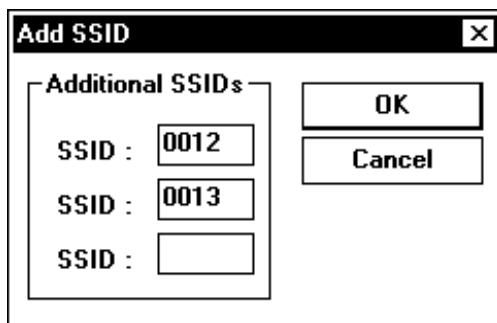 Add SSID
Additional SSIDs
SSID : 0012
SSID : 0013
SSID :
OK
Cancel